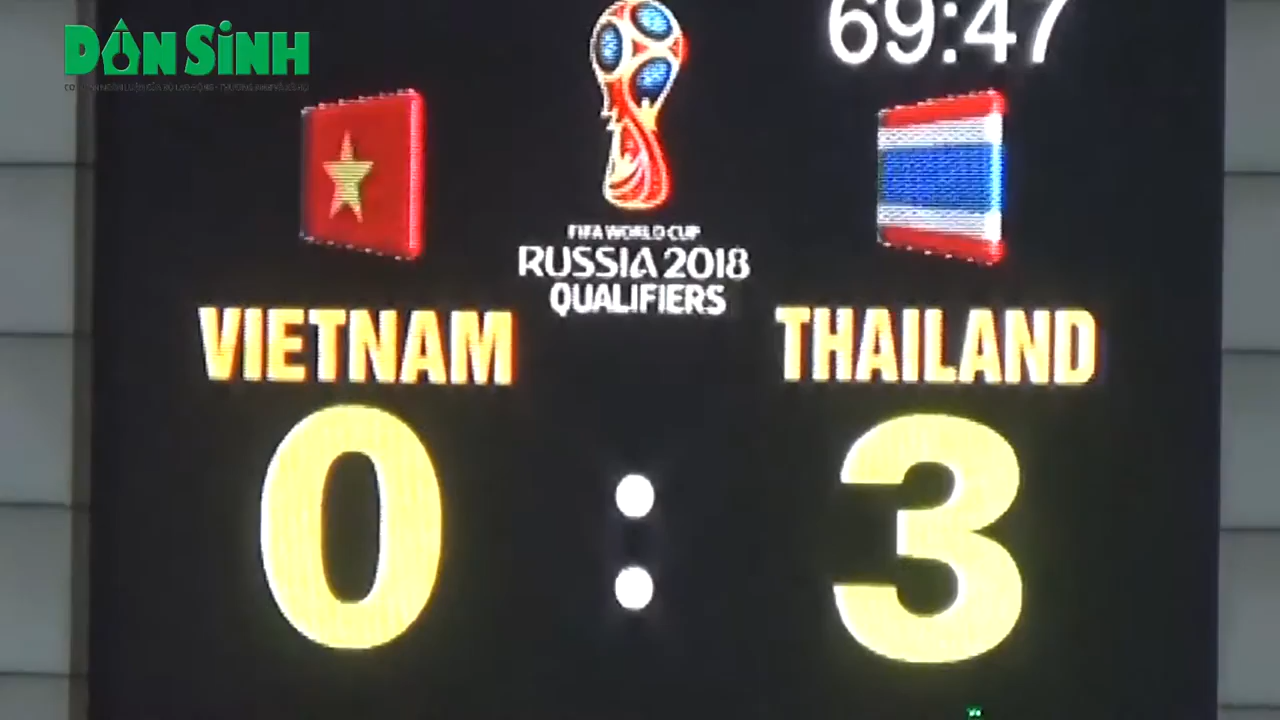 DÂN SINH
69:47
FIFA WORLD CUP
RUSSIA 2018
QUALIFIERS
VIETNAM
THAILAND
0 : 3